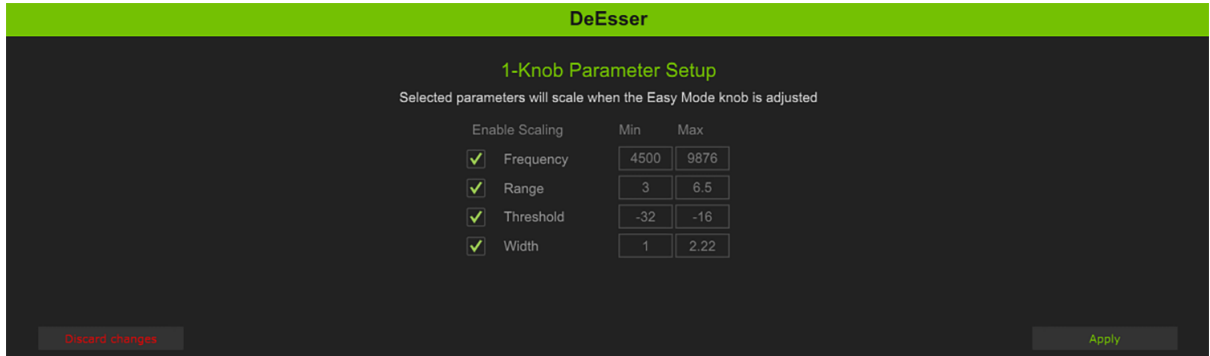 DeEsser
1-Knob Parameter Setup
Selected parameters will scale when the Easy Mode knob is adjusted
Enable Scaling Min Max
Frequency 4500 9876
Range 3 6.5
Threshold -32 -16
Width 1 2.22
Discard changes Apply